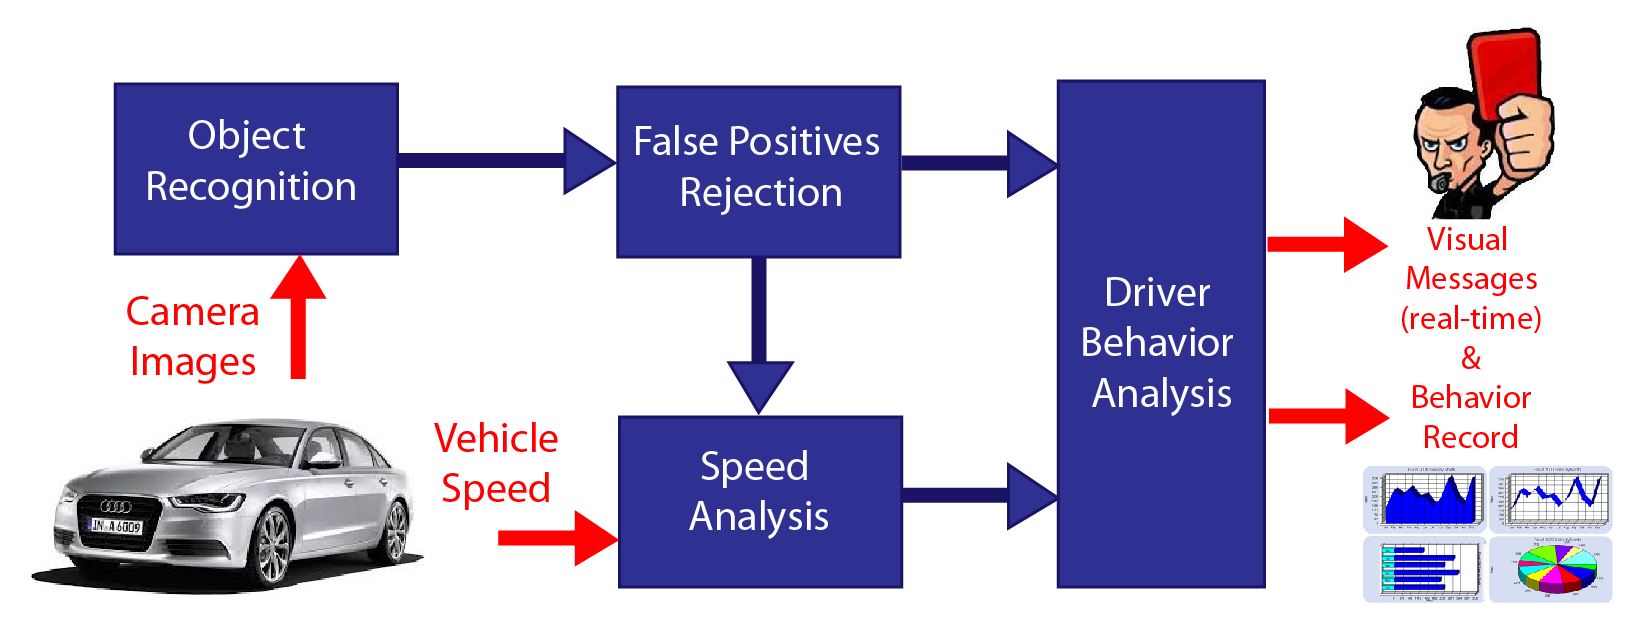 Object
Recognition
False Positives
Rejection
Driver
Behavior
Analysis
Speed
Analysis
Camera
Images
Vehicle
Speed
Visual
Messages
(real-time)
&
Behavior
Record
IN A 6009